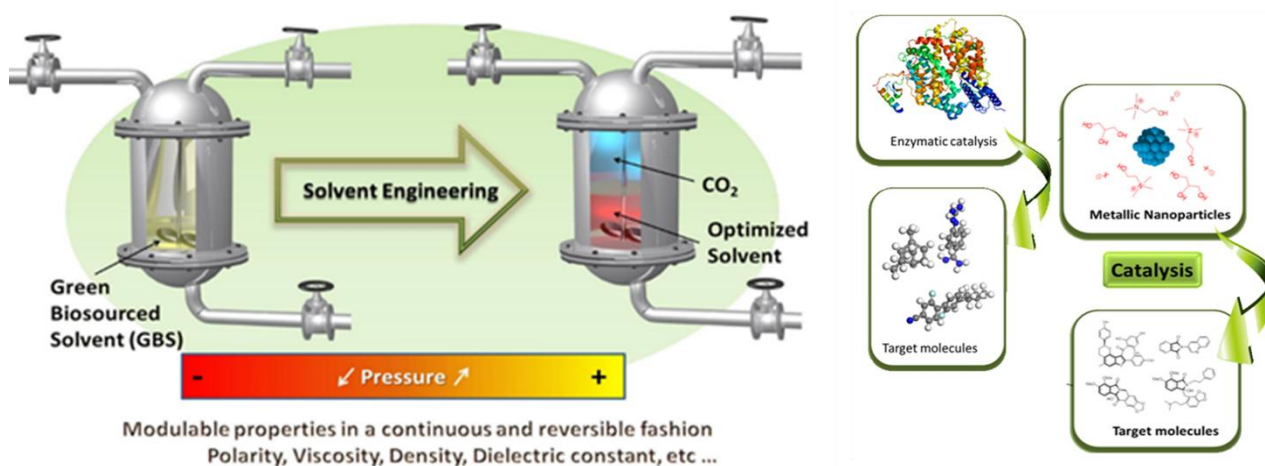 Solvent Engineering
CO₂
Optimized
Solvent
Green
Biosourced
Solvent (GBS)
- ↙ Pressure ↗ +
Modulable properties in a continuous and reversible fashion
Polarity, Viscosity, Density, Dielectric constant, etc ...
Enzymatic catalysis
Metallic Nanoparticles
Catalysis
Target molecules
Target molecules